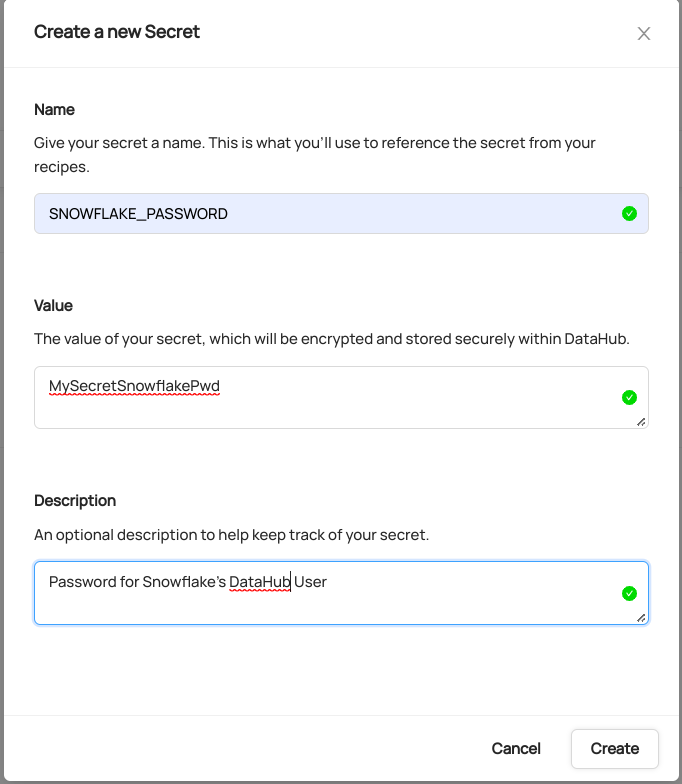 Create a new Secret
Name
Give your secret a name. This is what you'll use to reference the secret from your
recipes.
SNOWFLAKE_PASSWORD
Value
The value of your secret, which will be encrypted and stored securely within DataHub.
MySecretSnowflakePwd
Description
An optional description to help keep track of your secret.
Password for Snowflake's DataHub User
Cancel Create